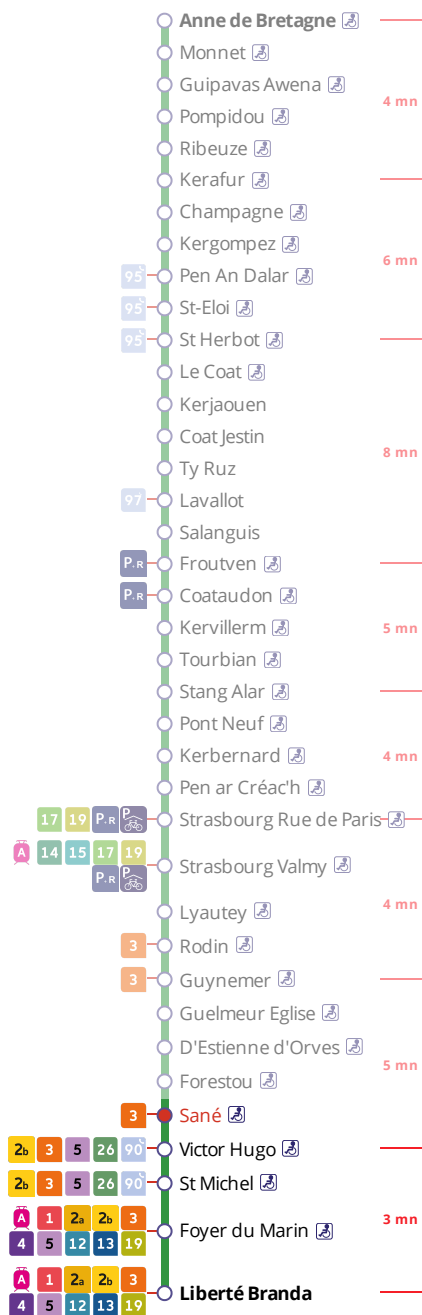 Anne de Bretagne
Monnet
Guipavas Awena
4 mn
Pompidou
Ribeuze
Kerafur
Champagne
Kergompez
6 mn
95 Pen An Dalar
95 St-Eloi
95 St Herbot
Le Coat
Kerjaouen
Coat Jestin
8 mn
Ty Ruz
97 Lavallot
Salanguis
P+R Froutven
P+R Coataudon
Kervillerm
5 mn
Tourbian
Stang Alar
Pont Neuf
Kerbernard
4 mn
Pen ar Créac'h
17 19 P+R P Strasbourg Rue de Paris
A 14 15 17 19
Strasbourg Valmy
P+R P
Lyautey
4 mn
3 Rodin
3 Guynemer
Guelmeur Eglise
D'Estienne d'Orves
5 mn
Forestou
3 Sané
2b 3 5 26 90 Victor Hugo
2b 3 5 26 90 St Michel
A 1 2a 2b 3
Foyer du Marin
3 mn
4 5 12 13 19
A 1 2a 2b 3
Liberté Branda
4 5 12 13 19